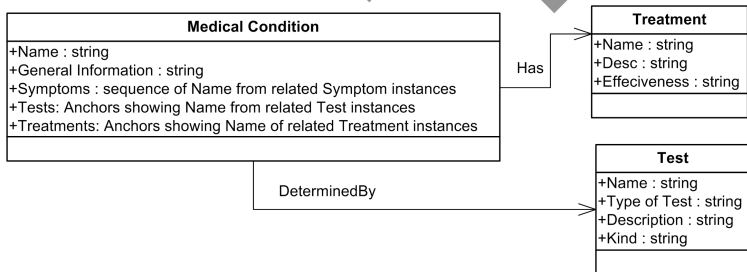 Medical Condition
+Name : string
+General Information : string
+Symptoms : sequence of Name from related Symptom instances
+Tests: Anchors showing Name from related Test instances
+Treatments: Anchors showing Name of related Treatment instances
Has
Treatment
+Name : string
+Desc : string
+Effeciveness : string
DeterminedBy
Test
+Name : string
+Type of Test : string
+Description : string
+Kind : string